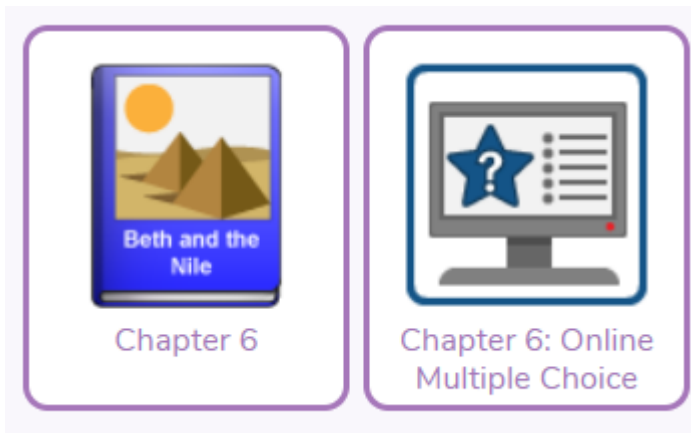 Beth and the
Nile
Chapter 6
?
Chapter 6: Online
Multiple Choice